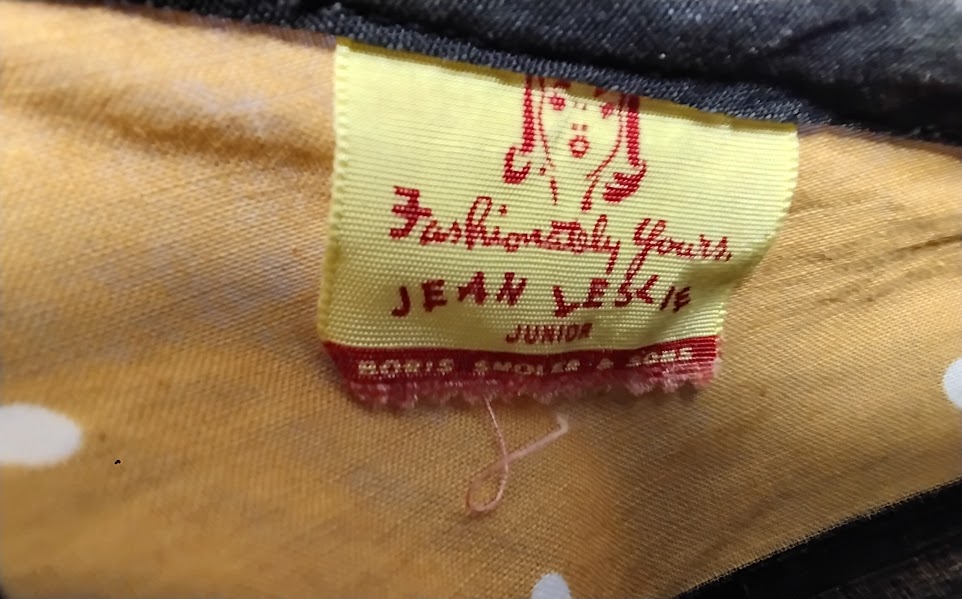 Fashionably Yours,
JEAN LESLIE
JUNIOR
BORIS SMOLER & SONS